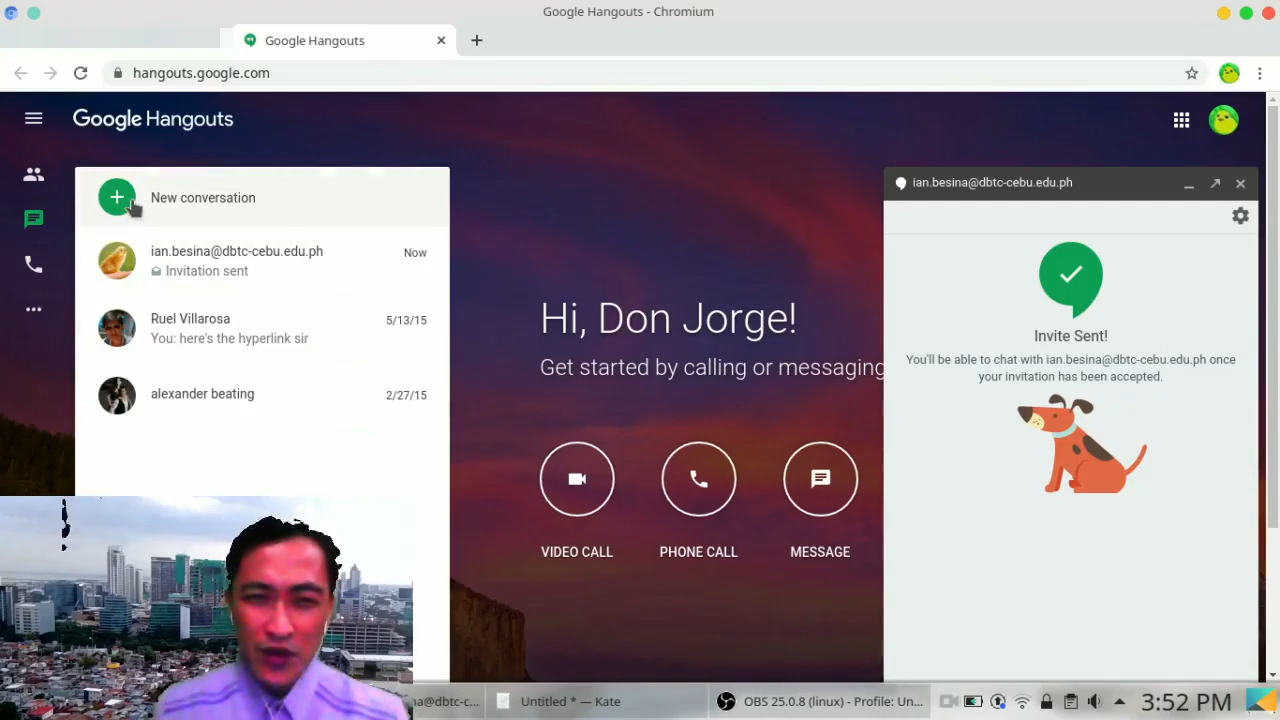 Google Hangouts - Chromium
Google Hangouts
hangouts.google.com
Google Hangouts
New conversation
ian.besina@dbtc-cebu.edu.ph
Now
Invitation sent
Ruel Villarosa
5/13/15
You: here's the hyperlink sir
alexander beating
2/27/15
Hi, Don Jorge!
Get started by calling or messaging
VIDEO CALL
PHONE CALL
MESSAGE
ian.besina@dbtc-cebu.edu.ph
Invite Sent!
You'll be able to chat with ian.besina@dbtc-cebu.edu.ph once
your invitation has been accepted.
a@dbtc-c...
Untitled * — Kate
OBS 25.0.8 (linux) - Profile: Un...
3:52 PM